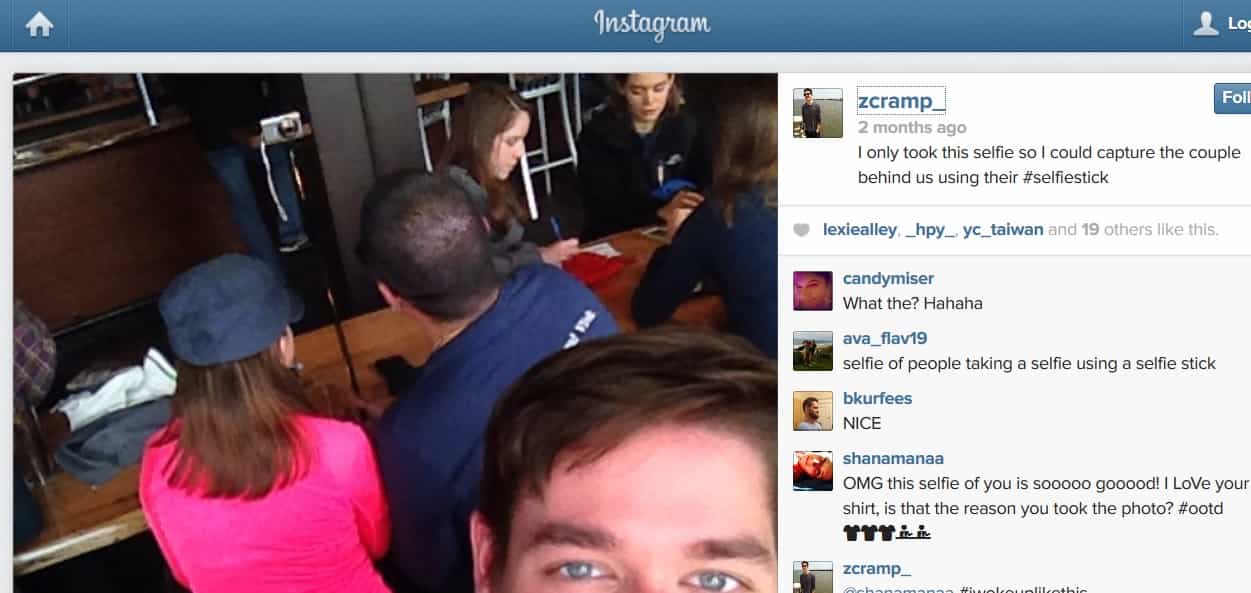 Instagram
zcramp_
2 months ago
I only took this selfie so I could capture the couple
behind us using their #selfiestick
lexiealley, _hpy_, yc_taiwan and 19 others like this.
candymiser
What the? Hahaha
ava_flav19
selfie of people taking a selfie using a selfie stick
bkurfees
NICE
shanamanaa
OMG this selfie of you is sooooo gooood! I LoVe your
shirt, is that the reason you took the photo? #ootd
zcramp_
@shanamanaa #iwokeuplikethis